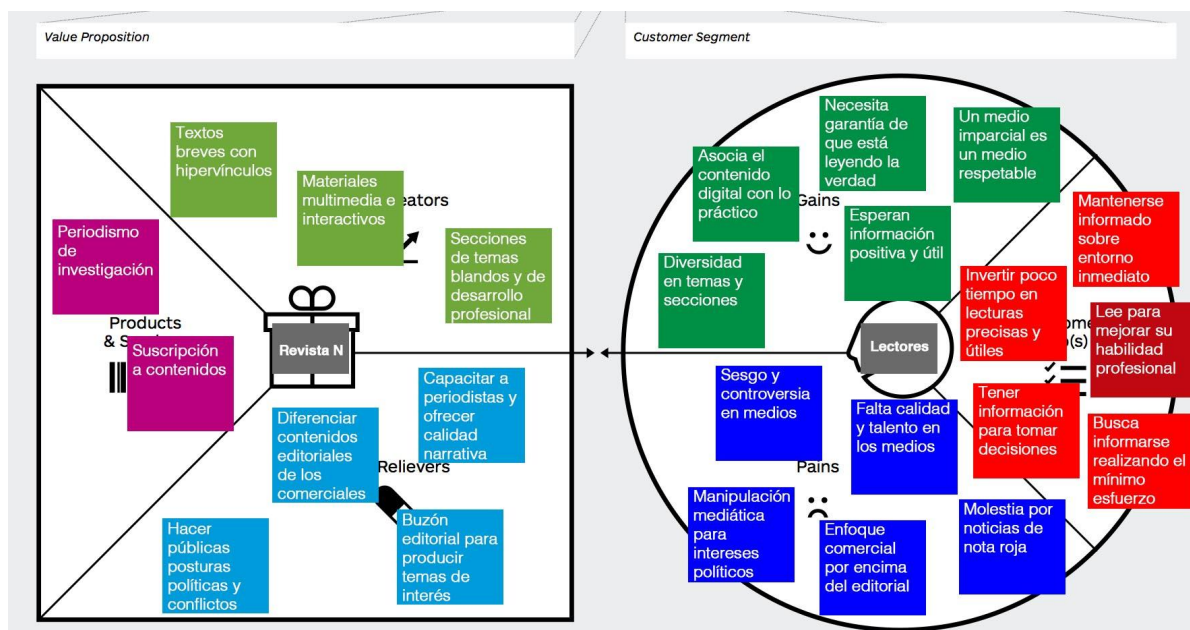 Value Proposition
Customer Segment
Textos
breves con
hipervínculos
Materiales
multimedia e
interactivos
eators
Secciones
de temas
blandos y de
desarrollo
profesional
Periodismo
de
investigación
Products
& S
Suscripción
a contenidos
Revista N
Capacitar a
periodistas y
ofrecer
calidad
narrativa
Diferenciar
contenidos
editoriales
de los
comerciales
Relievers
Buzón
editorial para
producir
temas de
interés
Hacer
públicas
posturas
políticas y
conflictos
Necesita
garantía de
que está
leyendo la
verdad
Un medio
imparcial es
un medio
respetable
Asocia el
contenido
digital con lo
práctico
Gains
Esperan
información
positiva y útil
Diversidad
en temas y
secciones
Mantenerse
informado
sobre
entorno
inmediato
Invertir poco
tiempo en
lecturas
precisas y
útiles
ome
(s)
Lee para
mejorar su
habilidad
profesional
Lectores
Sesgo y
controversia
en medios
Falta calidad
y talento en
los medios
Tener
información
para tomar
decisiones
Busca
informarse
realizando el
mínimo
esfuerzo
Pains
Manipulación
mediática
para
intereses
políticos
Enfoque
comercial
por encima
del editorial
Molestia por
noticias de
nota roja